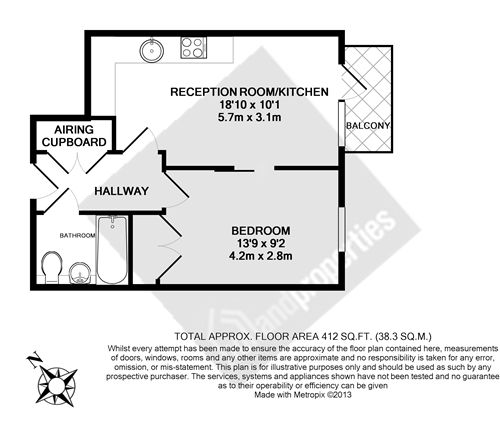 RECEPTION ROOM/KITCHEN
18'10 x 10'1
5.7m x 3.1m
BALCONY
AIRING
CUPBOARD
HALLWAY
BATHROOM
BEDROOM
13'9 x 9'2
4.2m x 2.8m
andproperties
TOTAL APPROX. FLOOR AREA 412 SQ.FT. (38.3 SQ.M.)
Whilst every attempt has been made to ensure the accuracy of the floor plan contained here, measurements
of doors, windows, rooms and any other items are approximate and no responsibility is taken for any error,
omission, or mis-statement. This plan is for illustrative purposes only and should be used as such by any
prospective purchaser. The services, systems and appliances shown have not been tested and no guarantee
as to their operability or efficiency can be given
Made with Metropix ©2013
N